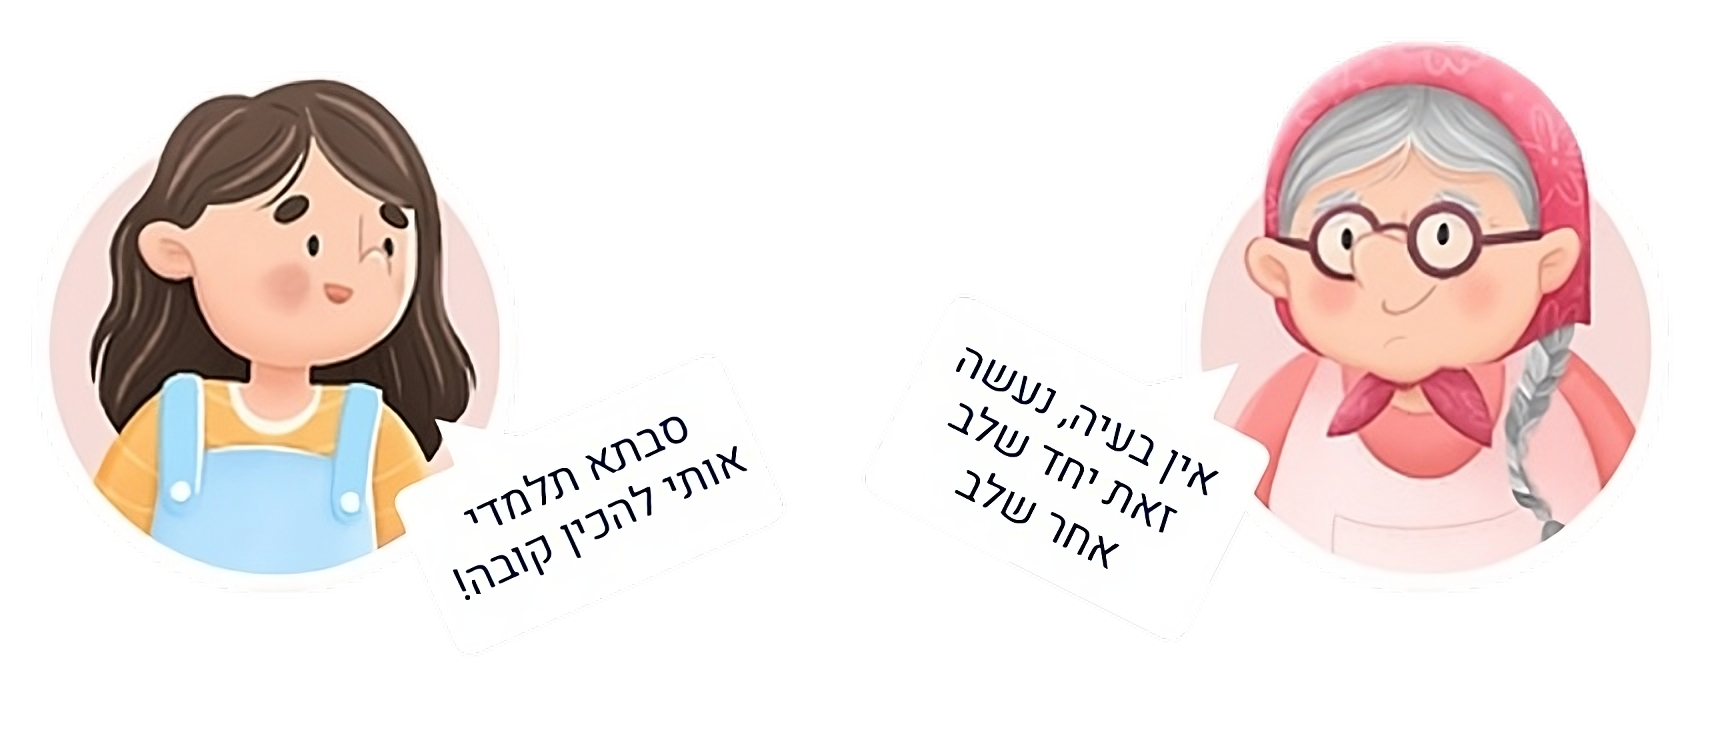 סבתא תלמדי
אותי להכין קובה!
אין בעיה, נעשה
זאת יחד שלב
אחר שלב